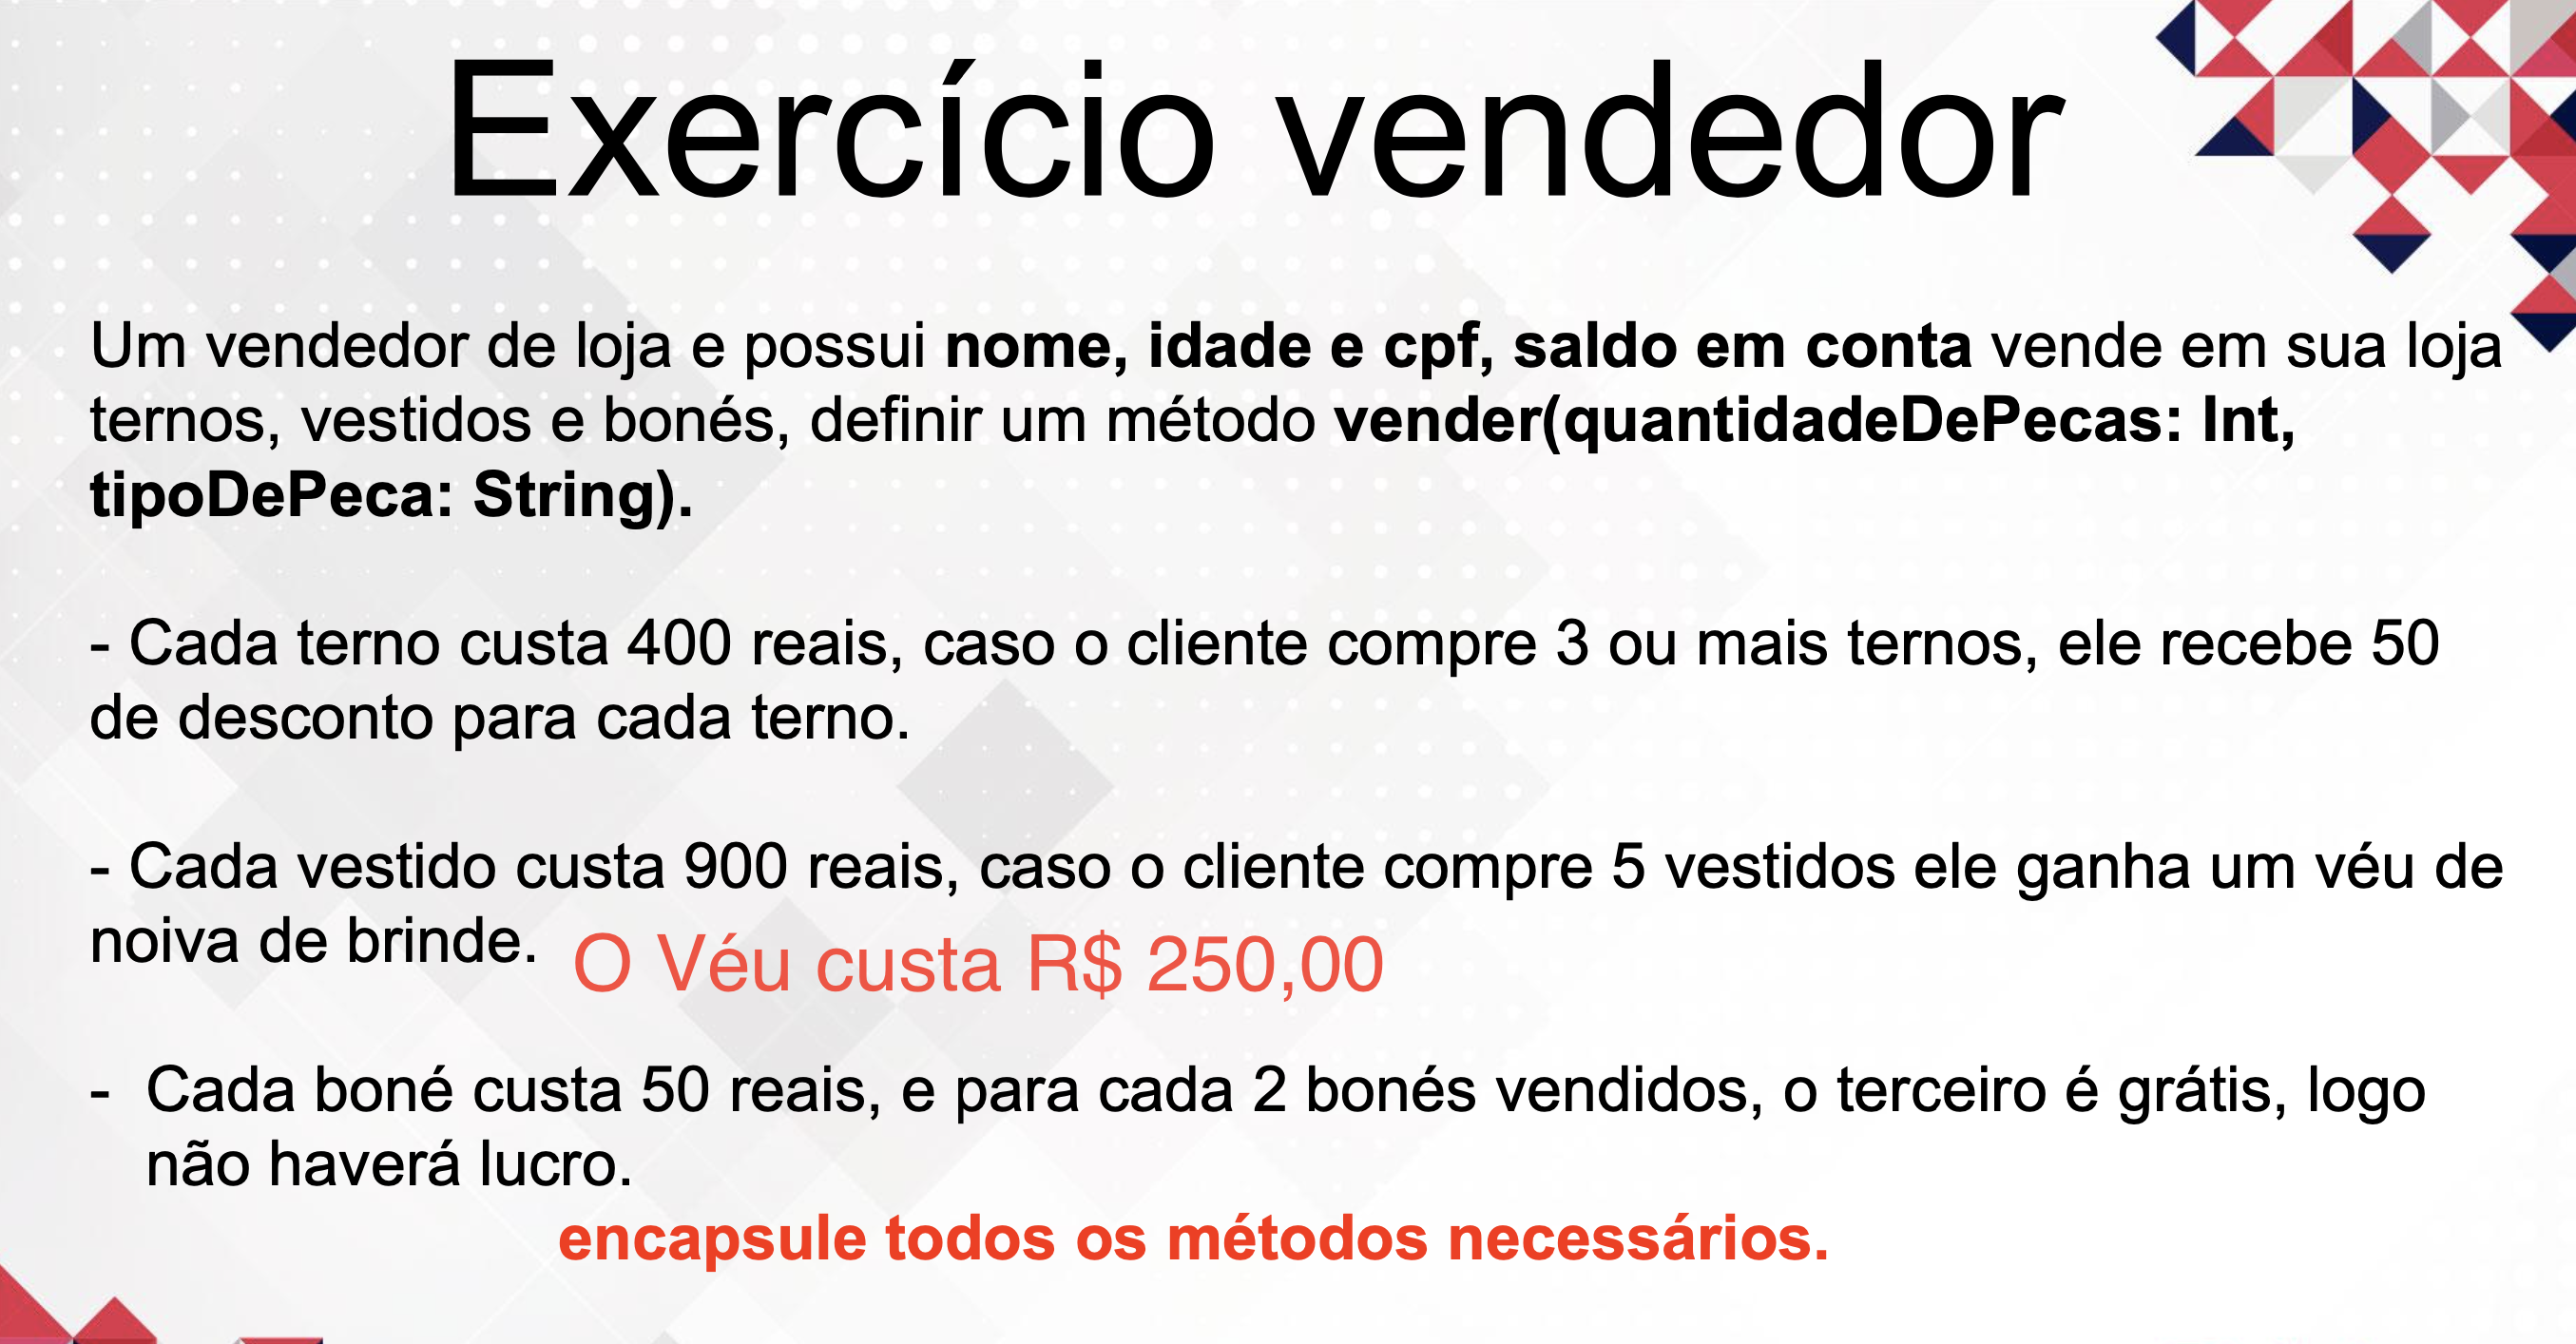 Exercício vendedor
Um vendedor de loja e possui nome, idade e cpf, saldo em conta vende em sua loja
ternos, vestidos e bonés, definir um método vender(quantidadeDePecas: Int,
tipoDePeca: String).
- Cada terno custa 400 reais, caso o cliente compre 3 ou mais ternos, ele recebe 50
de desconto para cada terno.
- Cada vestido custa 900 reais, caso o cliente compre 5 vestidos ele ganha um véu de
noiva de brinde. O Véu custa R$ 250,00
- Cada boné custa 50 reais, e para cada 2 bonés vendidos, o terceiro é grátis, logo
não haverá lucro.
encapsule todos os métodos necessários.